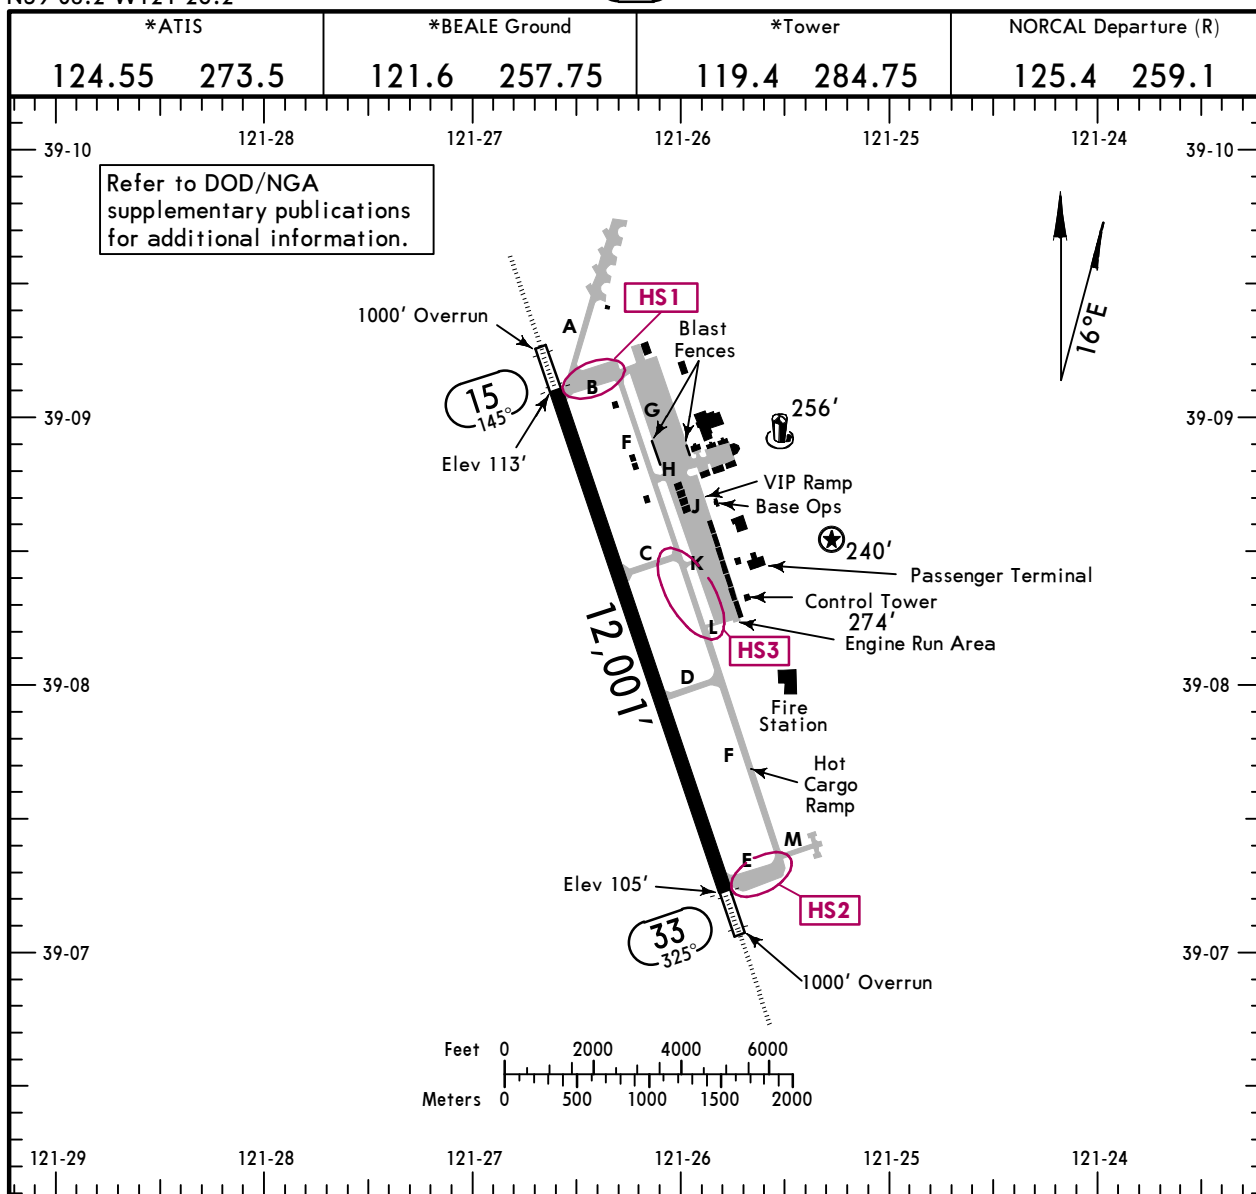 *ATIS
124.55 273.5
*BEALE Ground
121.6 257.75
*Tower
119.4 284.75
NORCAL Departure (R)
125.4 259.1
121-28
121-27
121-26
121-25
121-24
39-10
39-10
Refer to DOD/NGA
supplementary publications
for additional information.
16°E
HS1
1000' Overrun
A
Blast
Fences
B
15
145°
G
39-09
39-09
256'
F
Elev 113'
H
VIP Ramp
J
Base Ops
C
K
240'
Passenger Terminal
Control Tower
274'
12,001'
L
Engine Run Area
HS3
D
39-08
39-08
Fire
Station
F
Hot
Cargo
Ramp
M
E
Elev 105'
HS2
33
325°
39-07
39-07
1000' Overrun
Feet 0 2000 4000 6000
Meters 0 500 1000 1500 2000
121-29
121-28
121-27
121-26
121-25
121-24